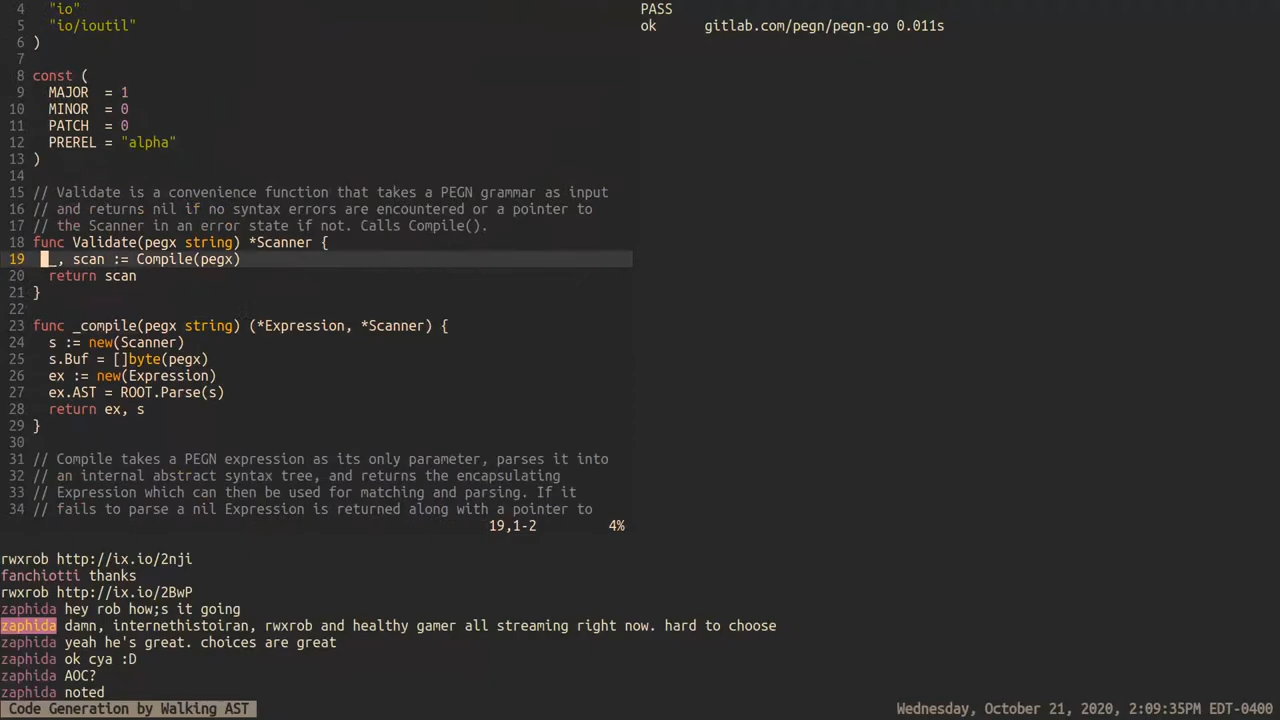 4   "io"
5   "io/ioutil"
6 )
7
8 const (
9   MAJOR  = 1
10   MINOR  = 0
11   PATCH  = 0
12   PREREL = "alpha"
13 )
14
15 // Validate is a convenience function that takes a PEGN grammar as input
16 // and returns nil if no syntax errors are encountered or a pointer to
17 // the Scanner in an error state if not. Calls Compile().
18 func Validate(pegx string) *Scanner {
19   _, scan := Compile(pegx)
20   return scan
21 }
22
23 func _compile(pegx string) (*Expression, *Scanner) {
24   s := new(Scanner)
25   s.Buf = []byte(pegx)
26   ex := new(Expression)
27   ex.AST = ROOT.Parse(s)
28   return ex, s
29 }
30
31 // Compile takes a PEGN expression as its only parameter, parses it into
32 // an internal abstract syntax tree, and returns the encapsulating
33 // Expression which can then be used for matching and parsing. If it
34 // fails to parse a nil Expression is returned along with a pointer to
19,1-2         4%
PASS
ok      gitlab.com/pegn/pegn-go 0.011s
rwxrob http://ix.io/2nji
fanchiotti thanks
rwxrob http://ix.io/2BwP
zaphida hey rob how;s it going
zaphida damn, internethistoiran, rwxrob and healthy gamer all streaming right now. hard to choose
zaphida yeah he's great. choices are great
zaphida ok cya :D
zaphida AOC?
zaphida noted
Code Generation by Walking AST
Wednesday, October 21, 2020, 2:09:35PM EDT-0400